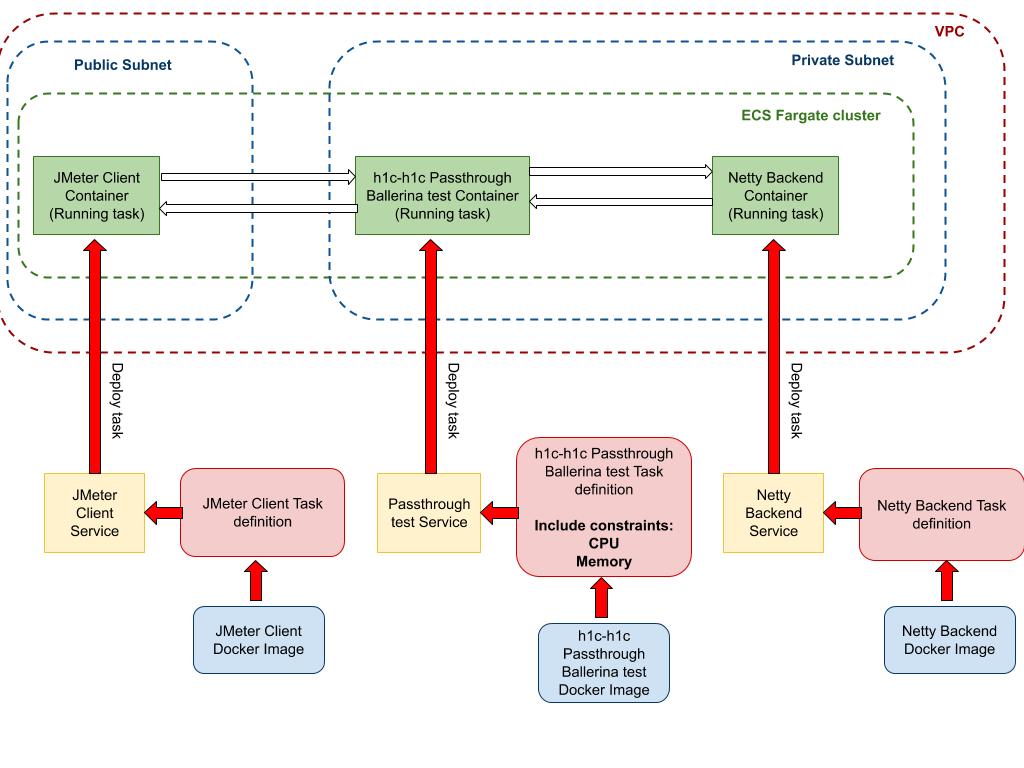 VPC
Public Subnet
Private Subnet
ECS Fargate cluster
JMeter Client
Container
(Running task)
h1c-h1c Passthrough
Ballerina test Container
(Running task)
Netty Backend
Container
(Running task)
Deploy task
Deploy task
Deploy task
JMeter
Client
Service
JMeter Client Task
definition
Passthrough
test Service
h1c-h1c Passthrough
Ballerina test Task
definition
Include constraints:
CPU
Memory
Netty
Backend
Service
Netty Backend Task
definition
JMeter Client
Docker Image
h1c-h1c
Passthrough
Ballerina test
Docker Image
Netty Backend
Docker Image